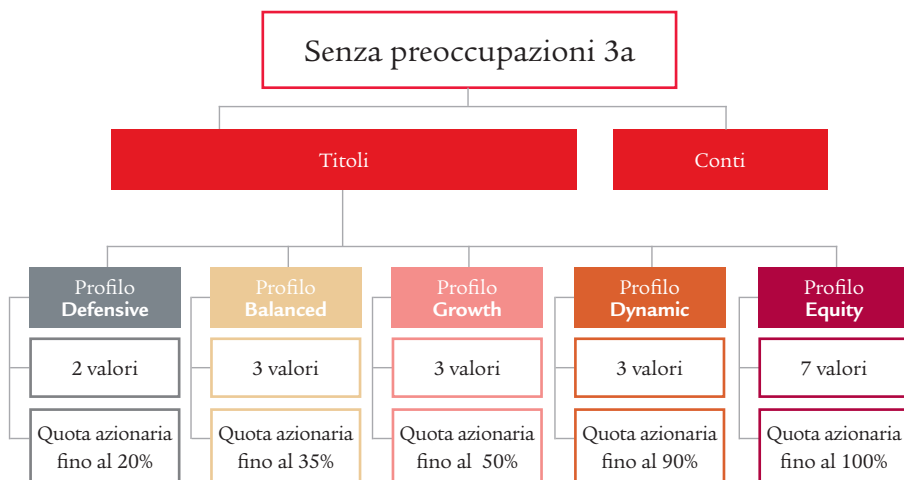 Senza preoccupazioni 3a
Titoli
Conti
Profilo
Defensive
Profilo
Balanced
Profilo
Growth
Profilo
Dynamic
Profilo
Equity
2 valori
3 valori
3 valori
3 valori
7 valori
Quota azionaria
fino al 20%
Quota azionaria
fino al 35%
Quota azionaria
fino al 50%
Quota azionaria
fino al 90%
Quota azionaria
fino al 100%